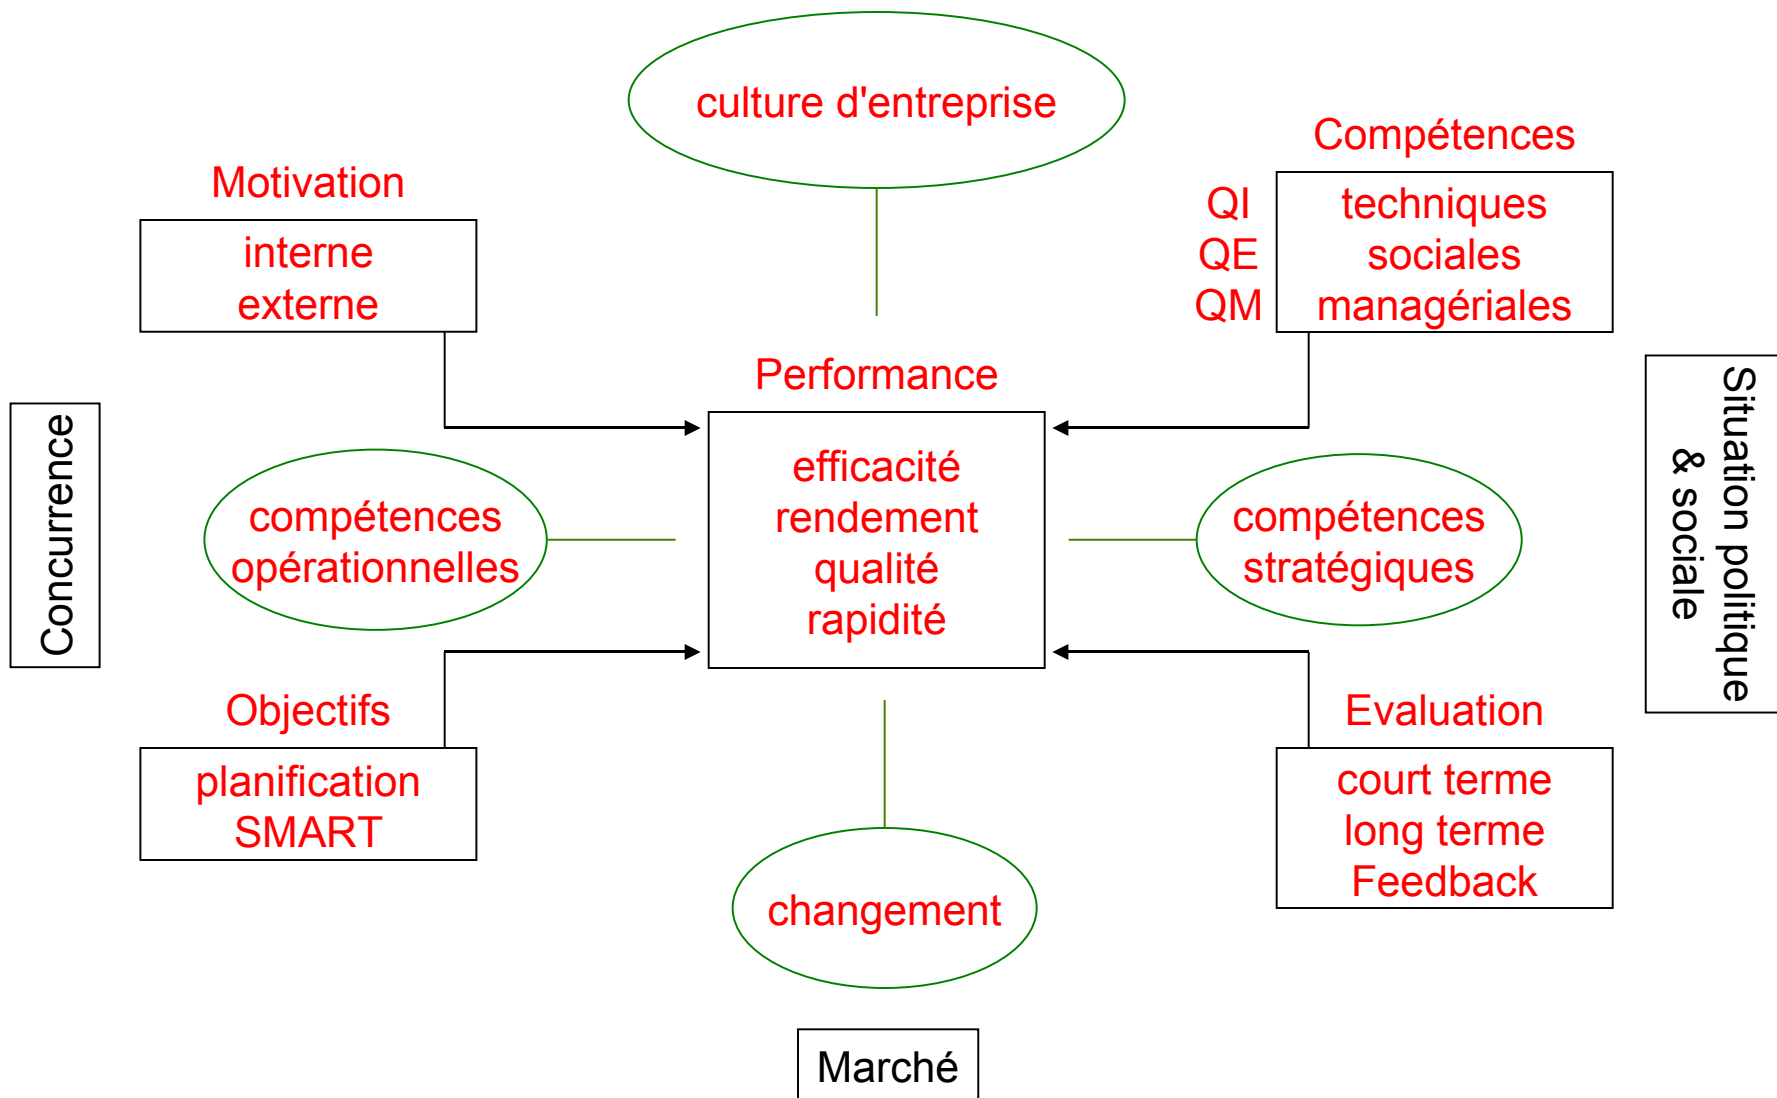 culture d'entreprise
Motivation
interne
externe
Compétences
QI
QE
QM
techniques
sociales
managériales
Performance
efficacité
rendement
qualité
rapidité
Concurrence
compétences
opérationnelles
compétences
stratégiques
Situation politique
& sociale
Objectifs
planification
SMART
Evaluation
court terme
long terme
Feedback
changement
Marché